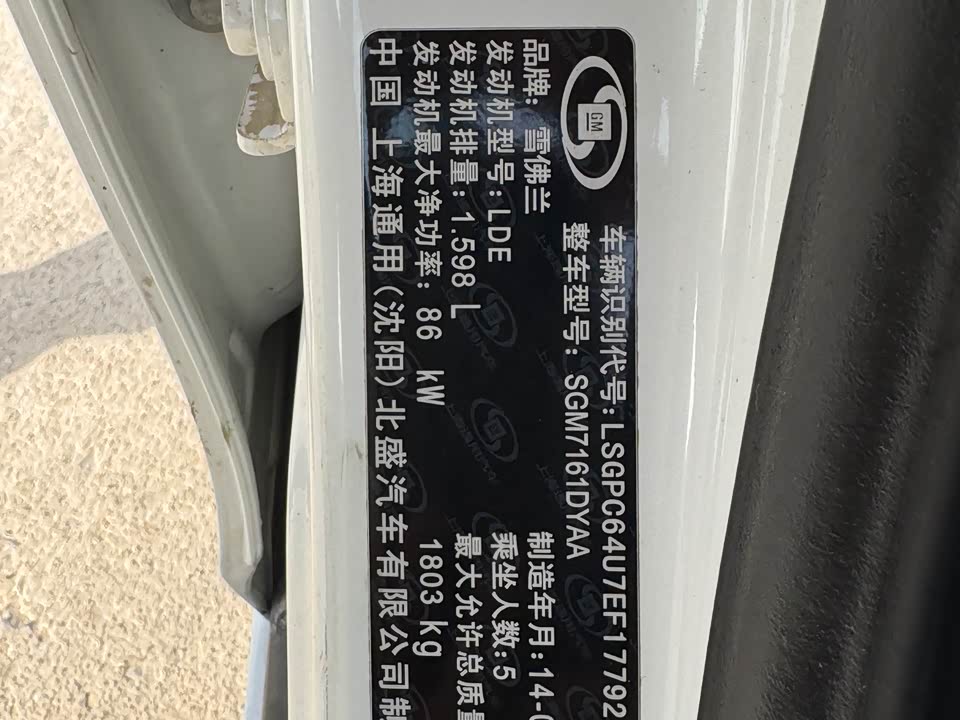 GM
车辆识别代号:LSGPC64U7EF17792
整车型号: SGM7161DYAA
品牌: 雪佛兰 制造年月:14-0
发动机型号:LDE 乘坐人数:5
发动机排量:1.598 L 最大允许总质量
发动机最大净功率: 86 kW 1803 kg
中国 上海通用(沈阳)北盛汽车有限公司制